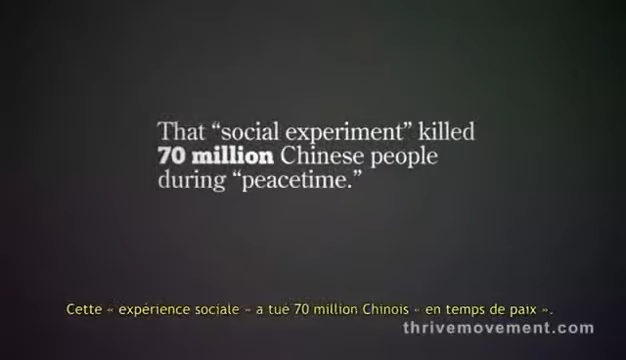 That “social experiment” killed
70 million Chinese people
during “peacetime.”
Cette « expérience sociale » a tué 70 million Chinois « en temps de paix ».
thrivemovement.com